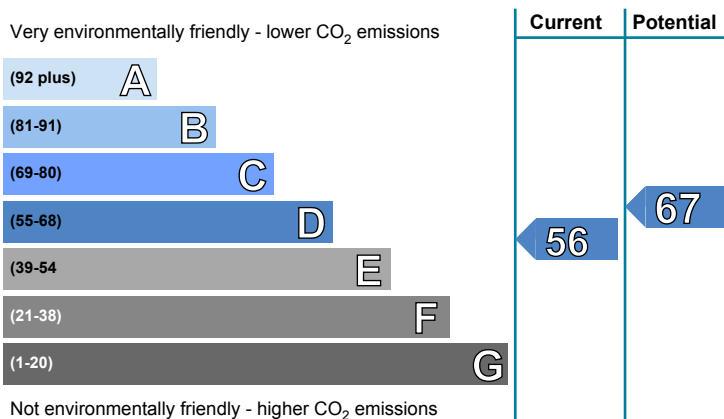 Very environmentally friendly - lower CO2 emissions
Current
Potential
(92 plus) A
(81-91) B
(69-80) C
(55-68) D
(39-54 E
(21-38) F
(1-20) G
56
67
Not environmentally friendly - higher CO2 emissions